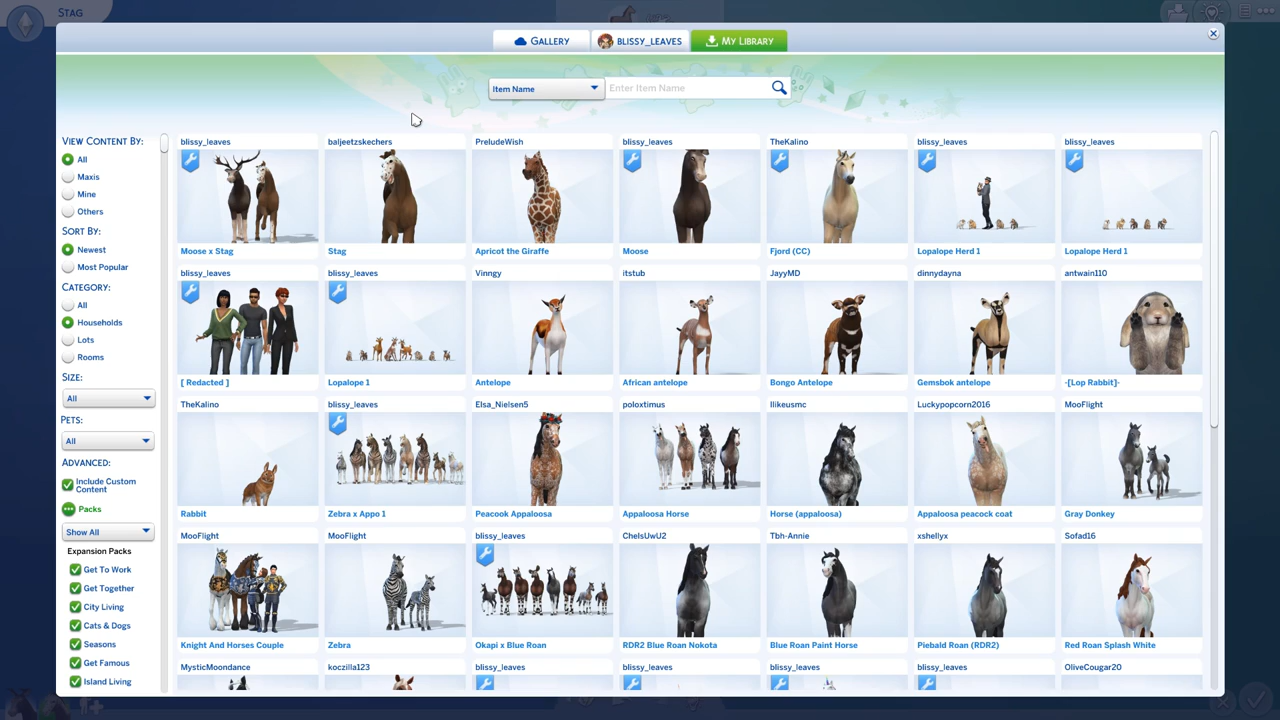 STAG
GALLERY
BLISSY_LEAVES
MY LIBRARY
Item Name
Enter Item Name
VIEW CONTENT BY:
All
Maxis
Mine
Others
SORT BY:
Newest
Most Popular
CATEGORY:
All
Households
Lots
Rooms
SIZE:
All
PETS:
All
ADVANCED:
Include Custom
Content
Packs
Show All
Expansion Packs
Get To Work
Get Together
City Living
Cats & Dogs
Seasons
Get Famous
Island Living
blissy_leaves
baljeetzskechers
PreludeWish
blissy_leaves
TheKalino
blissy_leaves
blissy_leaves
Moose x Stag
Stag
Apricot the Giraffe
Moose
Fjord (CC)
Lopalope Herd 1
Lopalope Herd 1
blissy_leaves
blissy_leaves
Vinngy
itstub
JayyMD
dinnydayna
antwain110
[ Redacted ]
Lopalope 1
Antelope
African antelope
Bongo Antelope
Gemsbok antelope
-[Lop Rabbit]-
TheKalino
blissy_leaves
Elsa_Nielsen5
poloxtimus
Ilikeusmc
Luckypopcorn2016
MooFlight
Rabbit
Zebra x Appo 1
Peacook Appaloosa
Appaloosa Horse
Horse (appaloosa)
Appaloosa peacock coat
Gray Donkey
MooFlight
MooFlight
blissy_leaves
ChelsUwU2
Tbh-Annie
xshellyx
Sofad16
Knight And Horses Couple
Zebra
Okapi x Blue Roan
RDR2 Blue Roan Nokota
Blue Roan Paint Horse
Piebald Roan (RDR2)
Red Roan Splash White
MysticMoondance
koczilla123
blissy_leaves
blissy_leaves
blissy_leaves
blissy_leaves
OliveCougar20